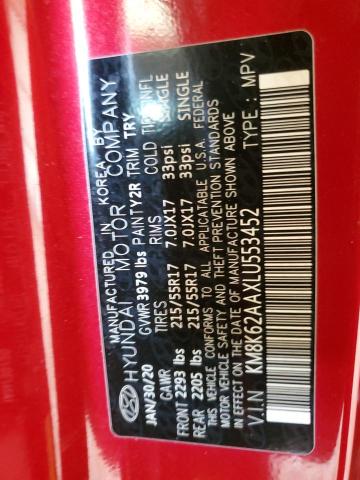 MANUFACTURED IN KOREA BY
HYUNDAI MOTOR COMPANY
JAN/30/20 GVWR 3979 lbs PAINT Y2R TRIM TRY
GAWR TIRES RIMS COLD TIRE INFL
FRONT 2293 lbs 215/55R17 7.0JX17 33psi SINGLE
REAR 2205 lbs 215/55R17 7.0JX17 33psi SINGLE
THIS VEHICLE CONFORMS TO ALL APPLICABLE U.S.A. FEDERAL
MOTOR VEHICLE SAFETY AND THEFT PREVENTION STANDARDS
IN EFFECT ON THE DATE OF MANUFACTURE SHOWN ABOVE
V.I.N KM8K62AAXLU553452 TYPE : MPV